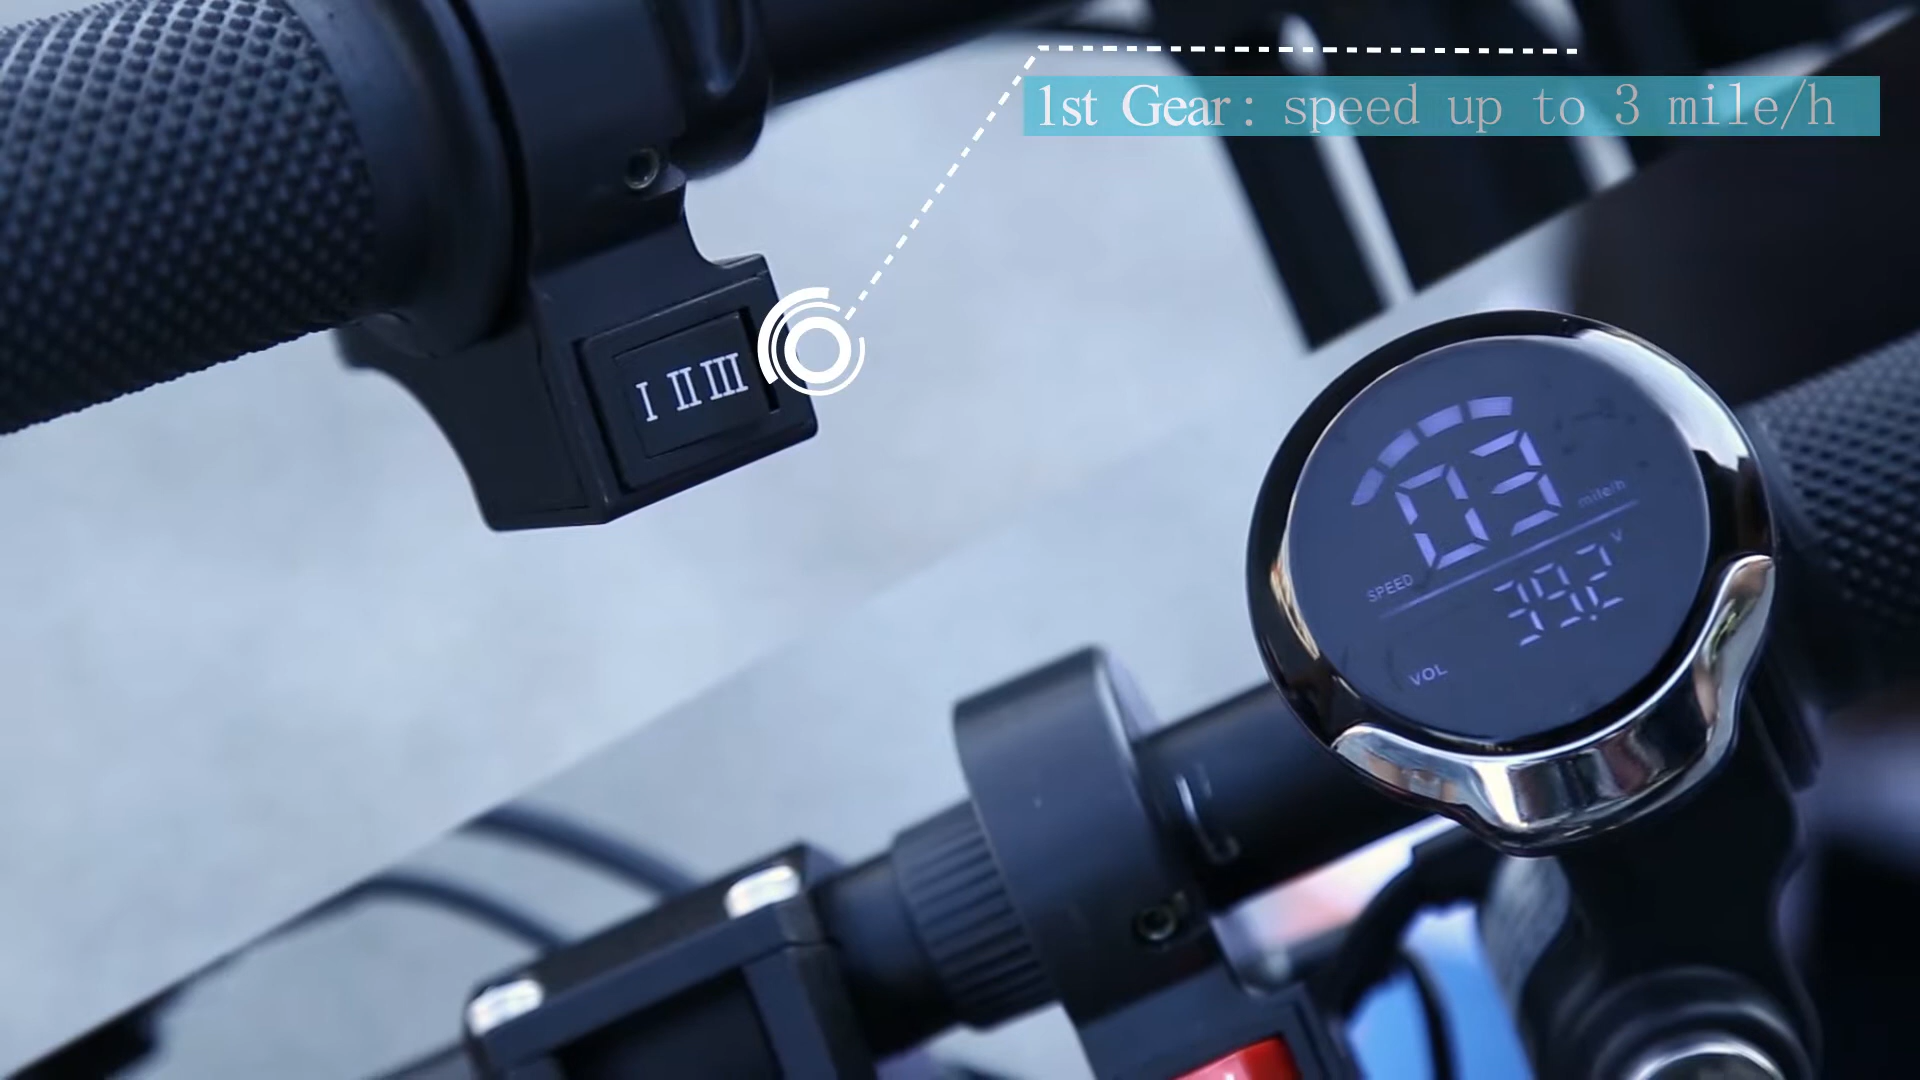 1st Gear: speed up to 3 mile/h
I II III
03 mile/h
SPEED
39.2 V
VOL